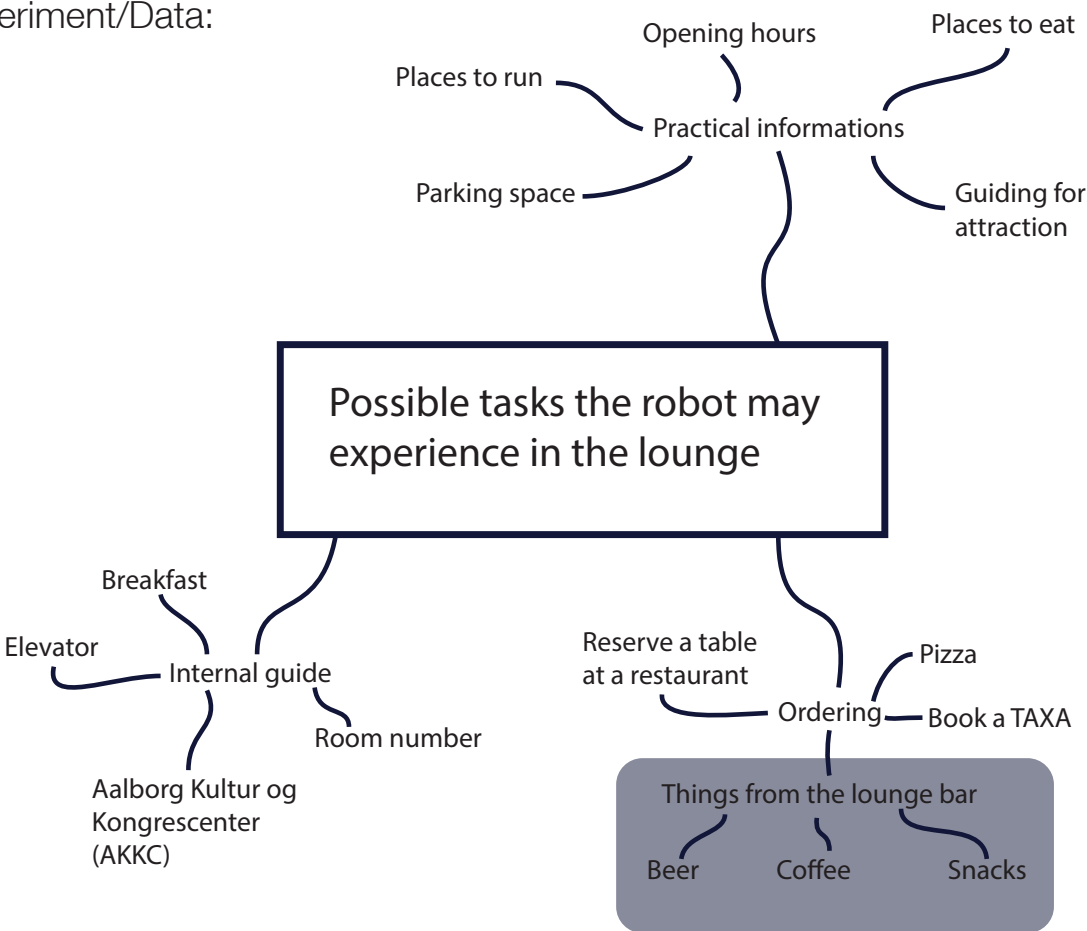 eriment/Data:
Opening hours
Places to eat
Places to run
Practical informations
Parking space
Guiding for
attraction
Possible tasks the robot may
experience in the lounge
Breakfast
Elevator
Internal guide
Room number
Aalborg Kultur og
Kongrescenter
(AKKC)
Reserve a table
at a restaurant
Pizza
Ordering
Book a TAXA
Things from the lounge bar
Beer
Coffee
Snacks